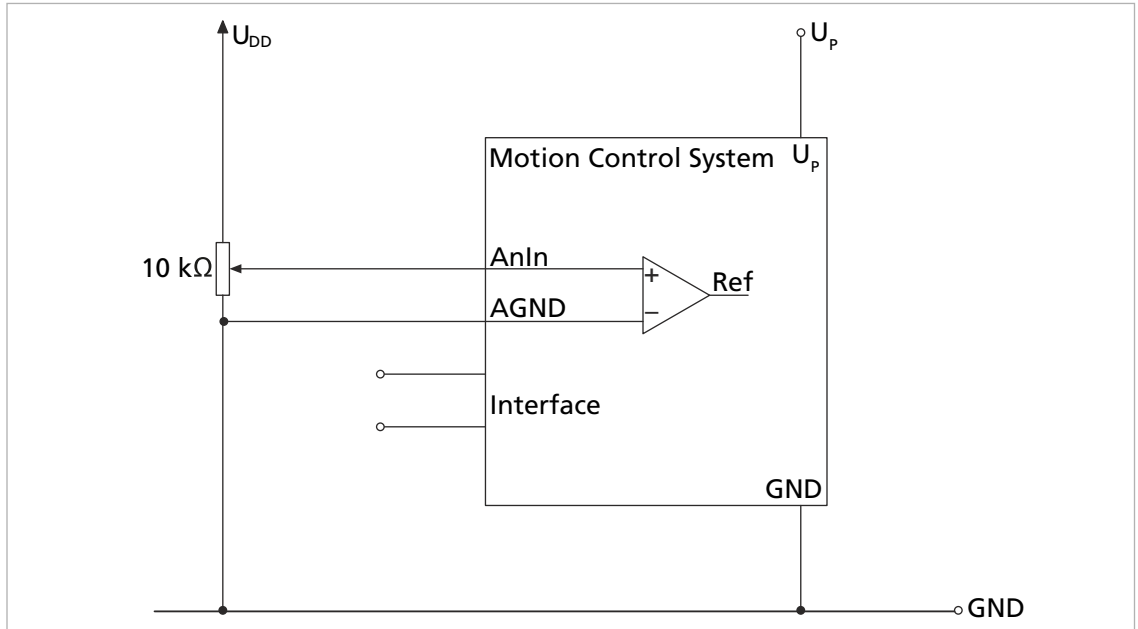 U_DD
U_P
Motion Control System
U_P
AnIn
10 kΩ
+
Ref
AGND
−
Interface
GND
GND